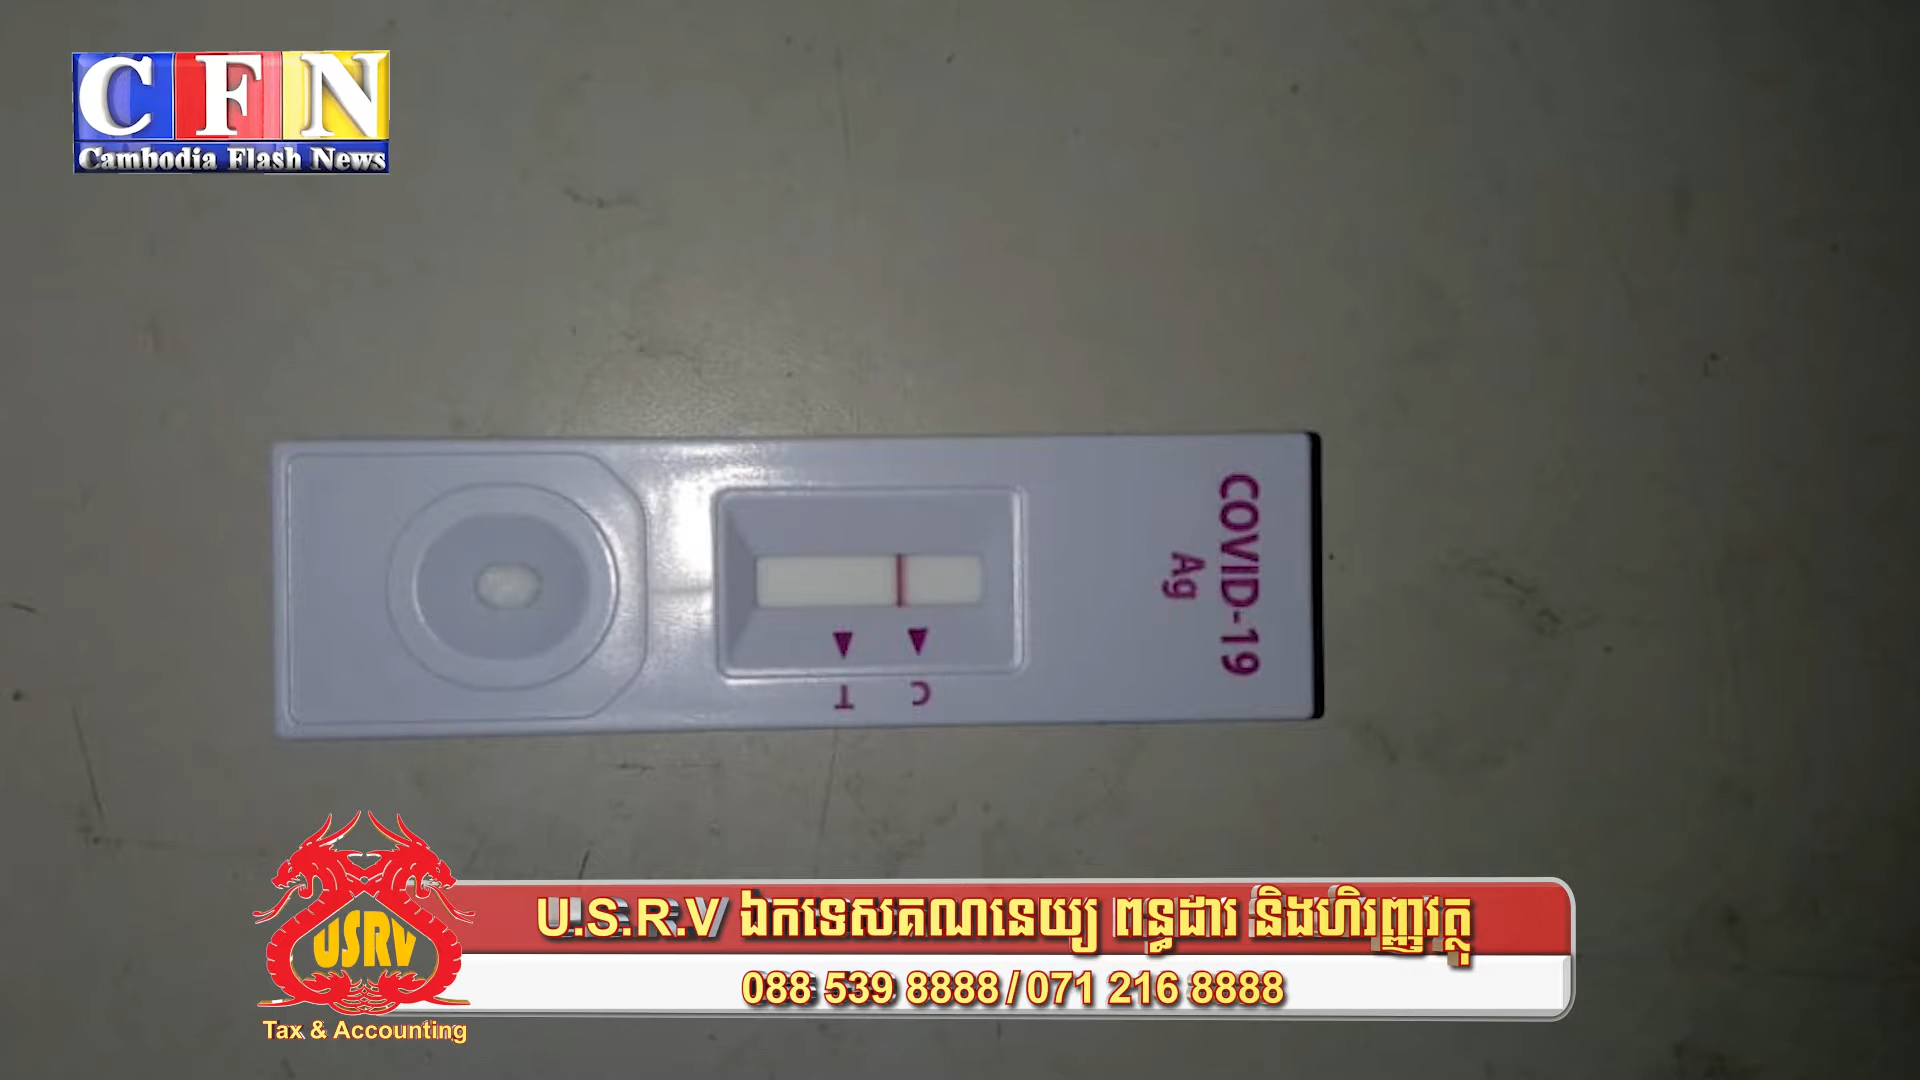 CFN
Cambodia Flash News
COVID-19
Ag
C
T
USRV
Tax & Accounting
U.S.R.V ឯកទេសគណនេយ្យ ពន្ធដារ និងហិរញ្ញវត្ថុ
088 539 8888 / 071 216 8888